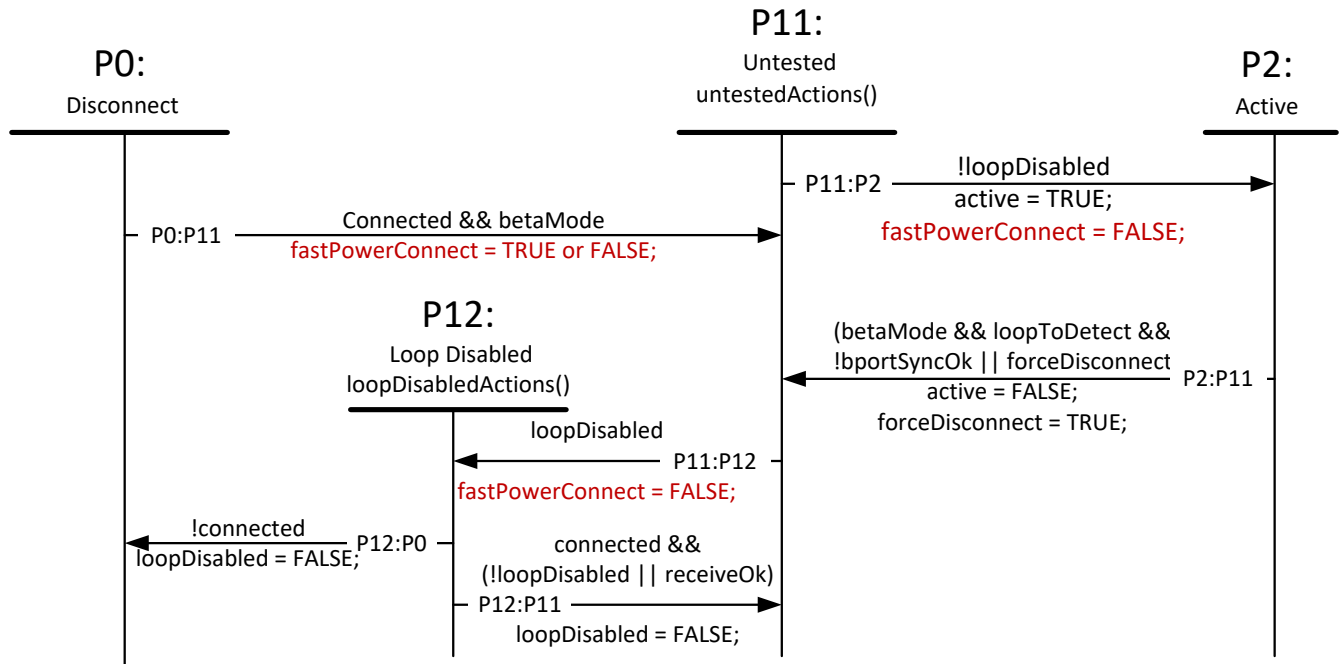 P0:
Disconnect
P11:
Untested
untestedActions()
P2:
Active
P11:P2
!loopDisabled
active = TRUE;
fastPowerConnect = FALSE;
P0:P11
Connected && betaMode
fastPowerConnect = TRUE or FALSE;
P12:
Loop Disabled
loopDisabledActions()
(betaMode && loopToDetect &&
!bportSyncOk || forceDisconnect
P2:P11
active = FALSE;
forceDisconnect = TRUE;
loopDisabled
P11:P12
fastPowerConnect = FALSE;
!connected
P12:P0
loopDisabled = FALSE;
connected &&
(!loopDisabled || receiveOk)
P12:P11
loopDisabled = FALSE;